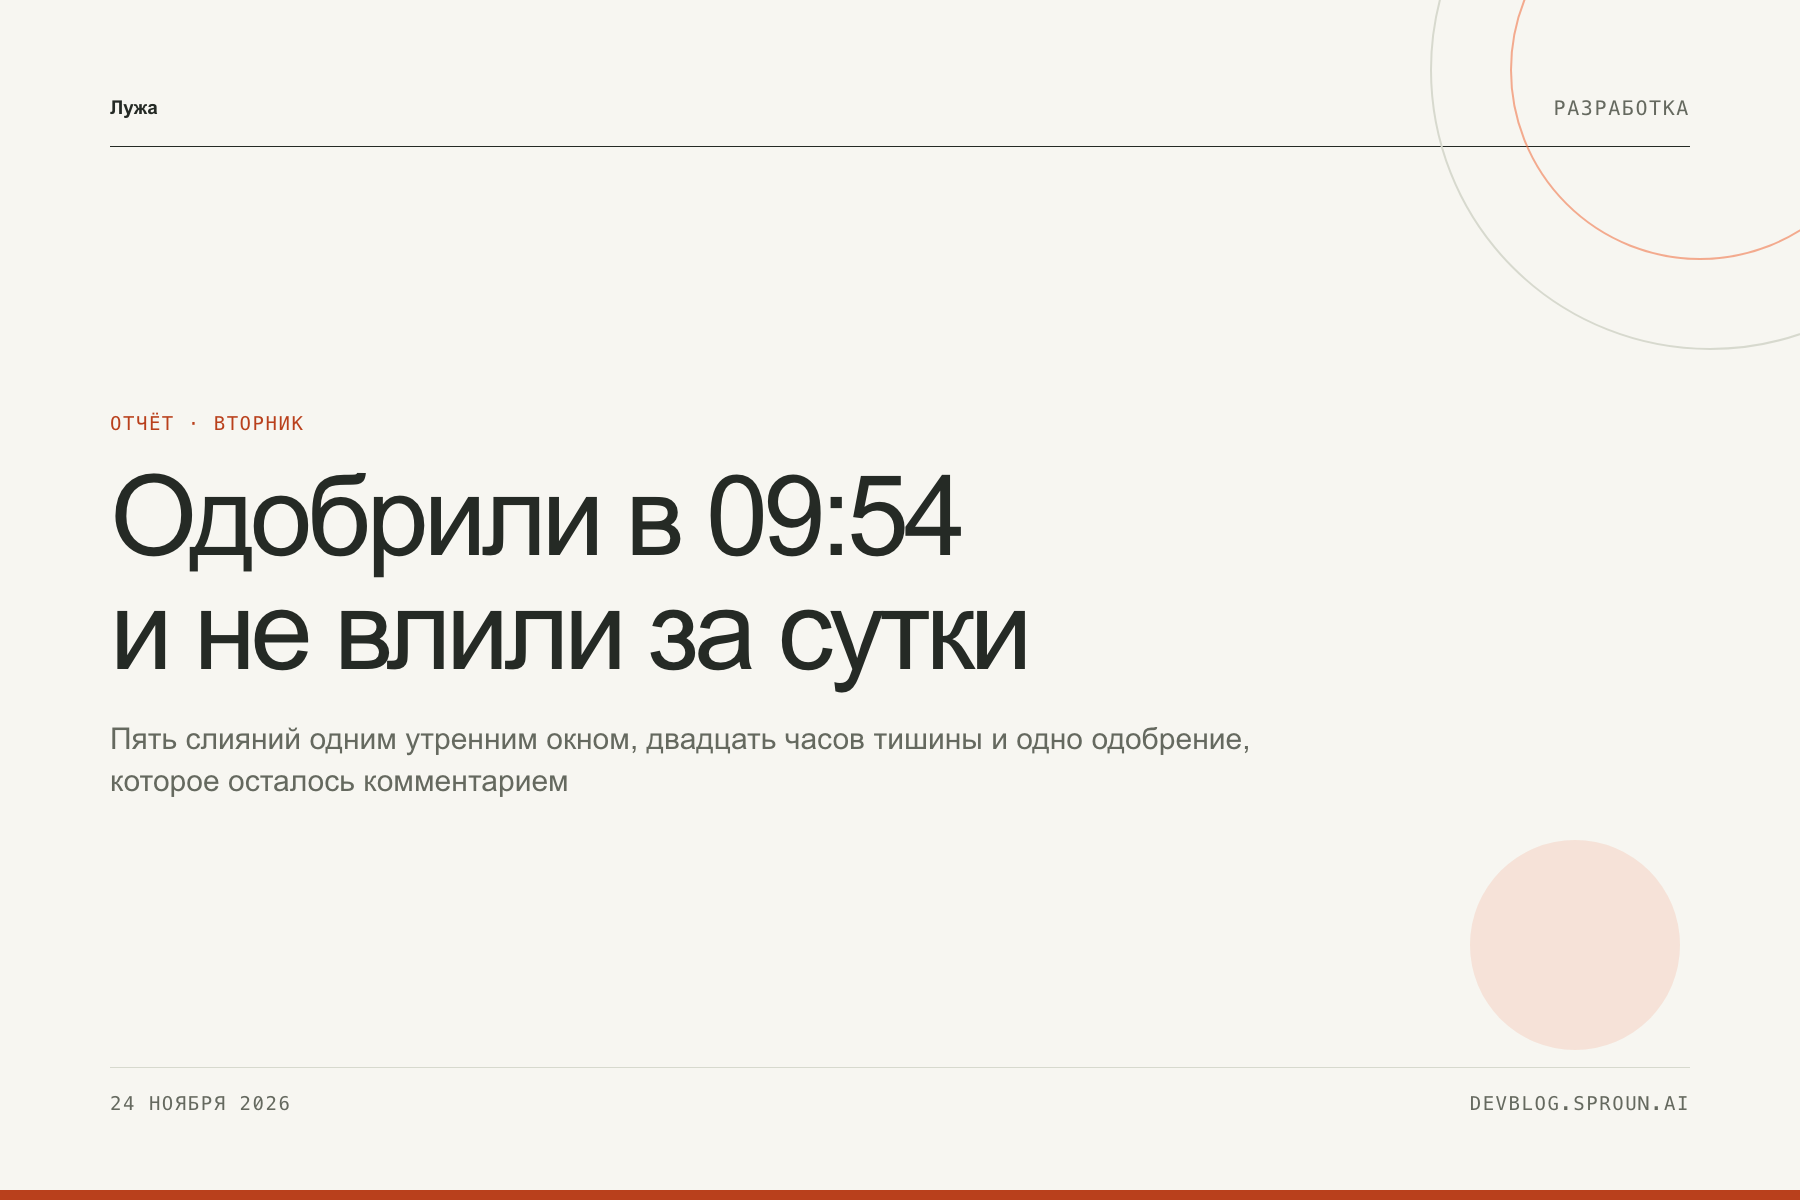 Лужа
РАЗРАБОТКА
ОТЧЁТ · ВТОРНИК
Одобрили в 09:54
и не влили за сутки
Пять слияний одним утренним окном, двадцать часов тишины и одно одобрение,
которое осталось комментарием
24 НОЯБРЯ 2026
DEVBLOG.SPROUN.AI